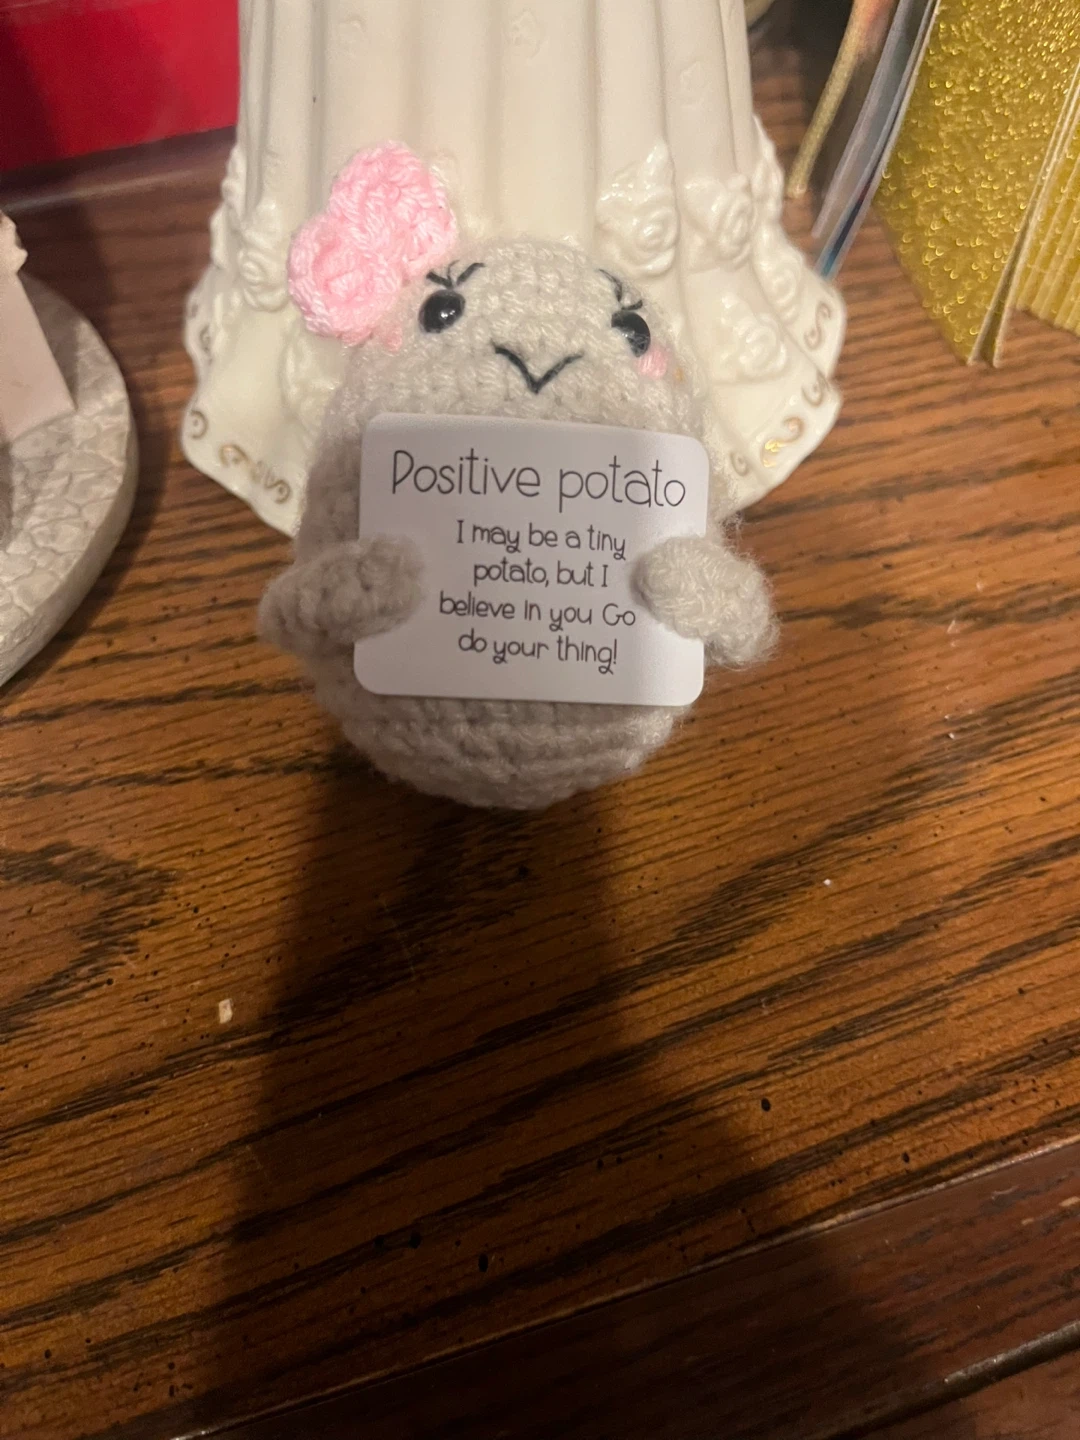 Positive potato
I may be a tiny
potato, but I
believe in you Go
do your thing!